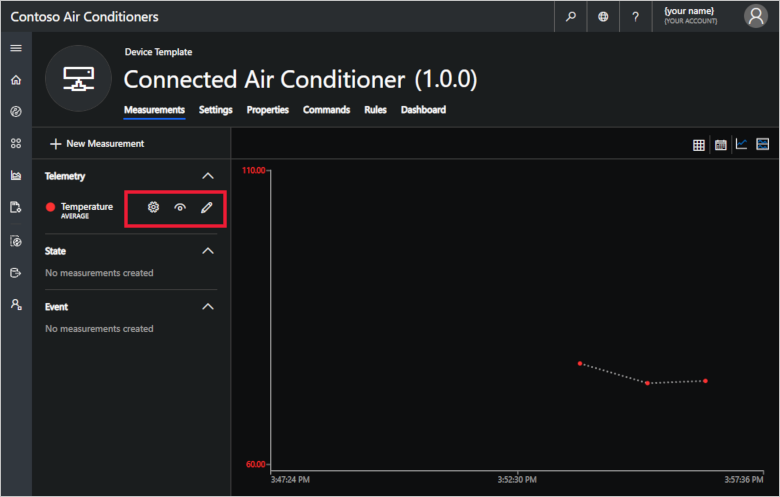 Contoso Air Conditioners
?
{your name}
{YOUR ACCOUNT}
Device Template
Connected Air Conditioner (1.0.0)
Measurements Settings Properties Commands Rules Dashboard
+ New Measurement
Telemetry
Temperature
AVERAGE
State
No measurements created
Event
No measurements created
110.00
60.00
3:47:24 PM 3:52:30 PM 3:57:36 PM